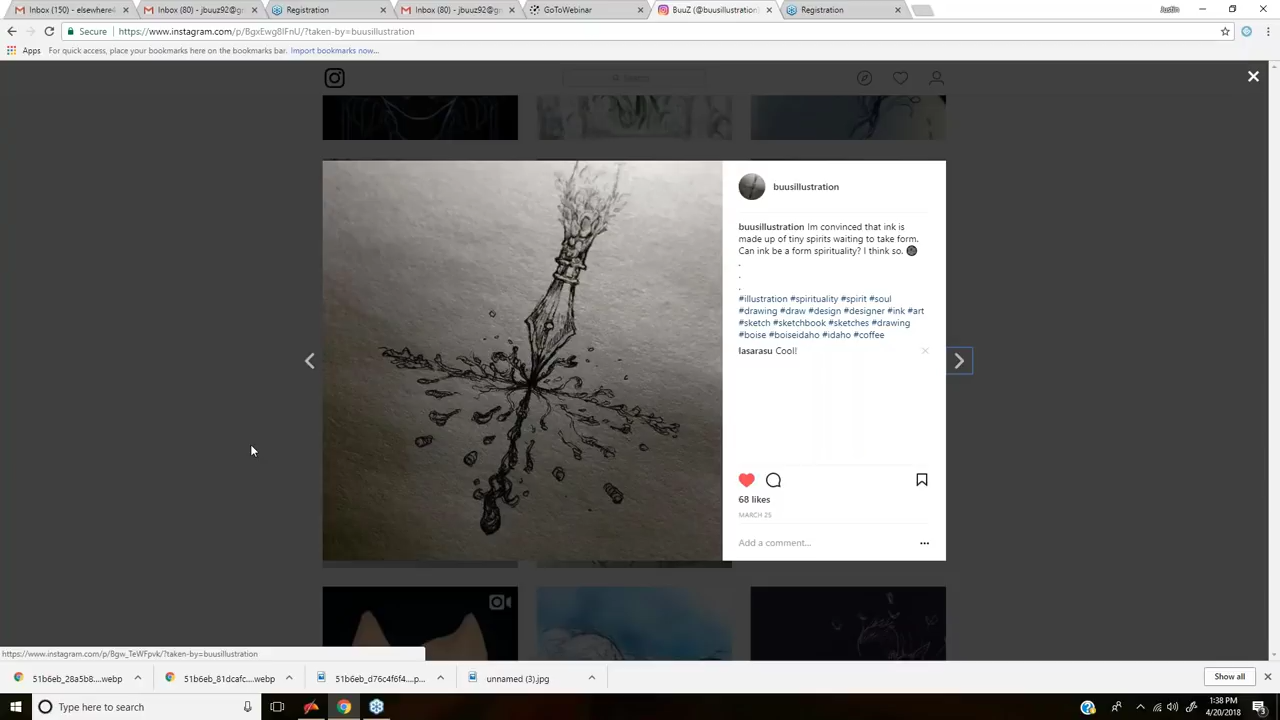 Inbox (150) - elsewhere4
Inbox (80) - jbuuz92@gm
Registration
Inbox (80) - jbuuz92@gm
GoToWebinar
BuuZ (@buusillustration)
Registration
Justin
Secure
https://www.instagram.com/p/BgxEwg8lFnU/?taken-by=buusillustration
Apps
For quick access, place your bookmarks here on the bookmarks bar. Import bookmarks now...
Search
buusillustration
buusillustration Im convinced that ink is
made up of tiny spirits waiting to take form.
Can ink be a form spirituality? I think so.
.
.
.
#illustration #spirituality #spirit #soul
#drawing #draw #design #designer #ink #art
#sketch #sketchbook #sketches #drawing
#boise #boiseidaho #idaho #coffee
lasarasu Cool!
68 likes
MARCH 25
Add a comment...
https://www.instagram.com/p/Bgw_TeWFpvk/?taken-by=buusillustration
51b6eb_28a5b8....webp
51b6eb_81dcafc....webp
51b6eb_d76c4f6f4....p...
unnamed (3).jpg
Show all
Type here to search
1:38 PM
4/20/2018